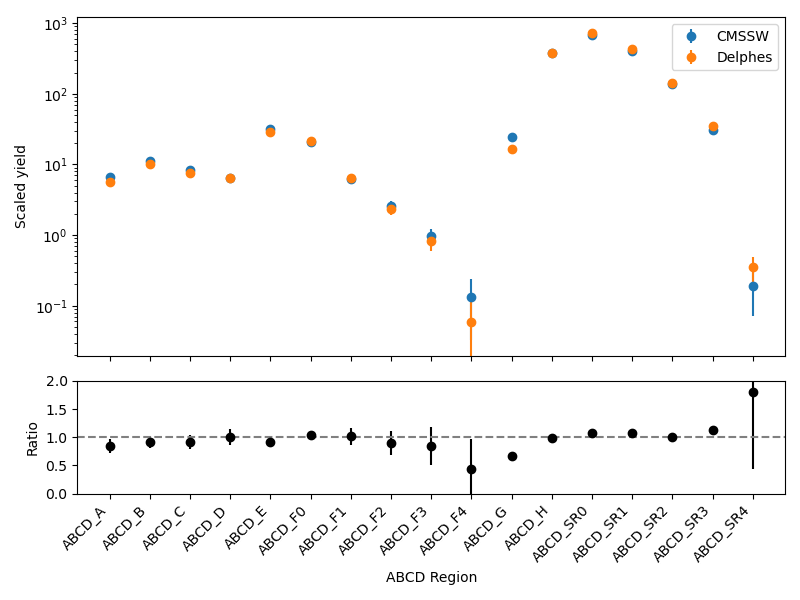 10³
10²
10¹
10⁰
10⁻¹
Scaled yield
CMSSW
Delphes
2.0
1.5
1.0
0.5
0.0
Ratio
ABCD_A
ABCD_B
ABCD_C
ABCD_D
ABCD_E
ABCD_F0
ABCD_F1
ABCD_F2
ABCD_F3
ABCD_F4
ABCD_G
ABCD_H
ABCD_SR0
ABCD_SR1
ABCD_SR2
ABCD_SR3
ABCD_SR4
ABCD Region